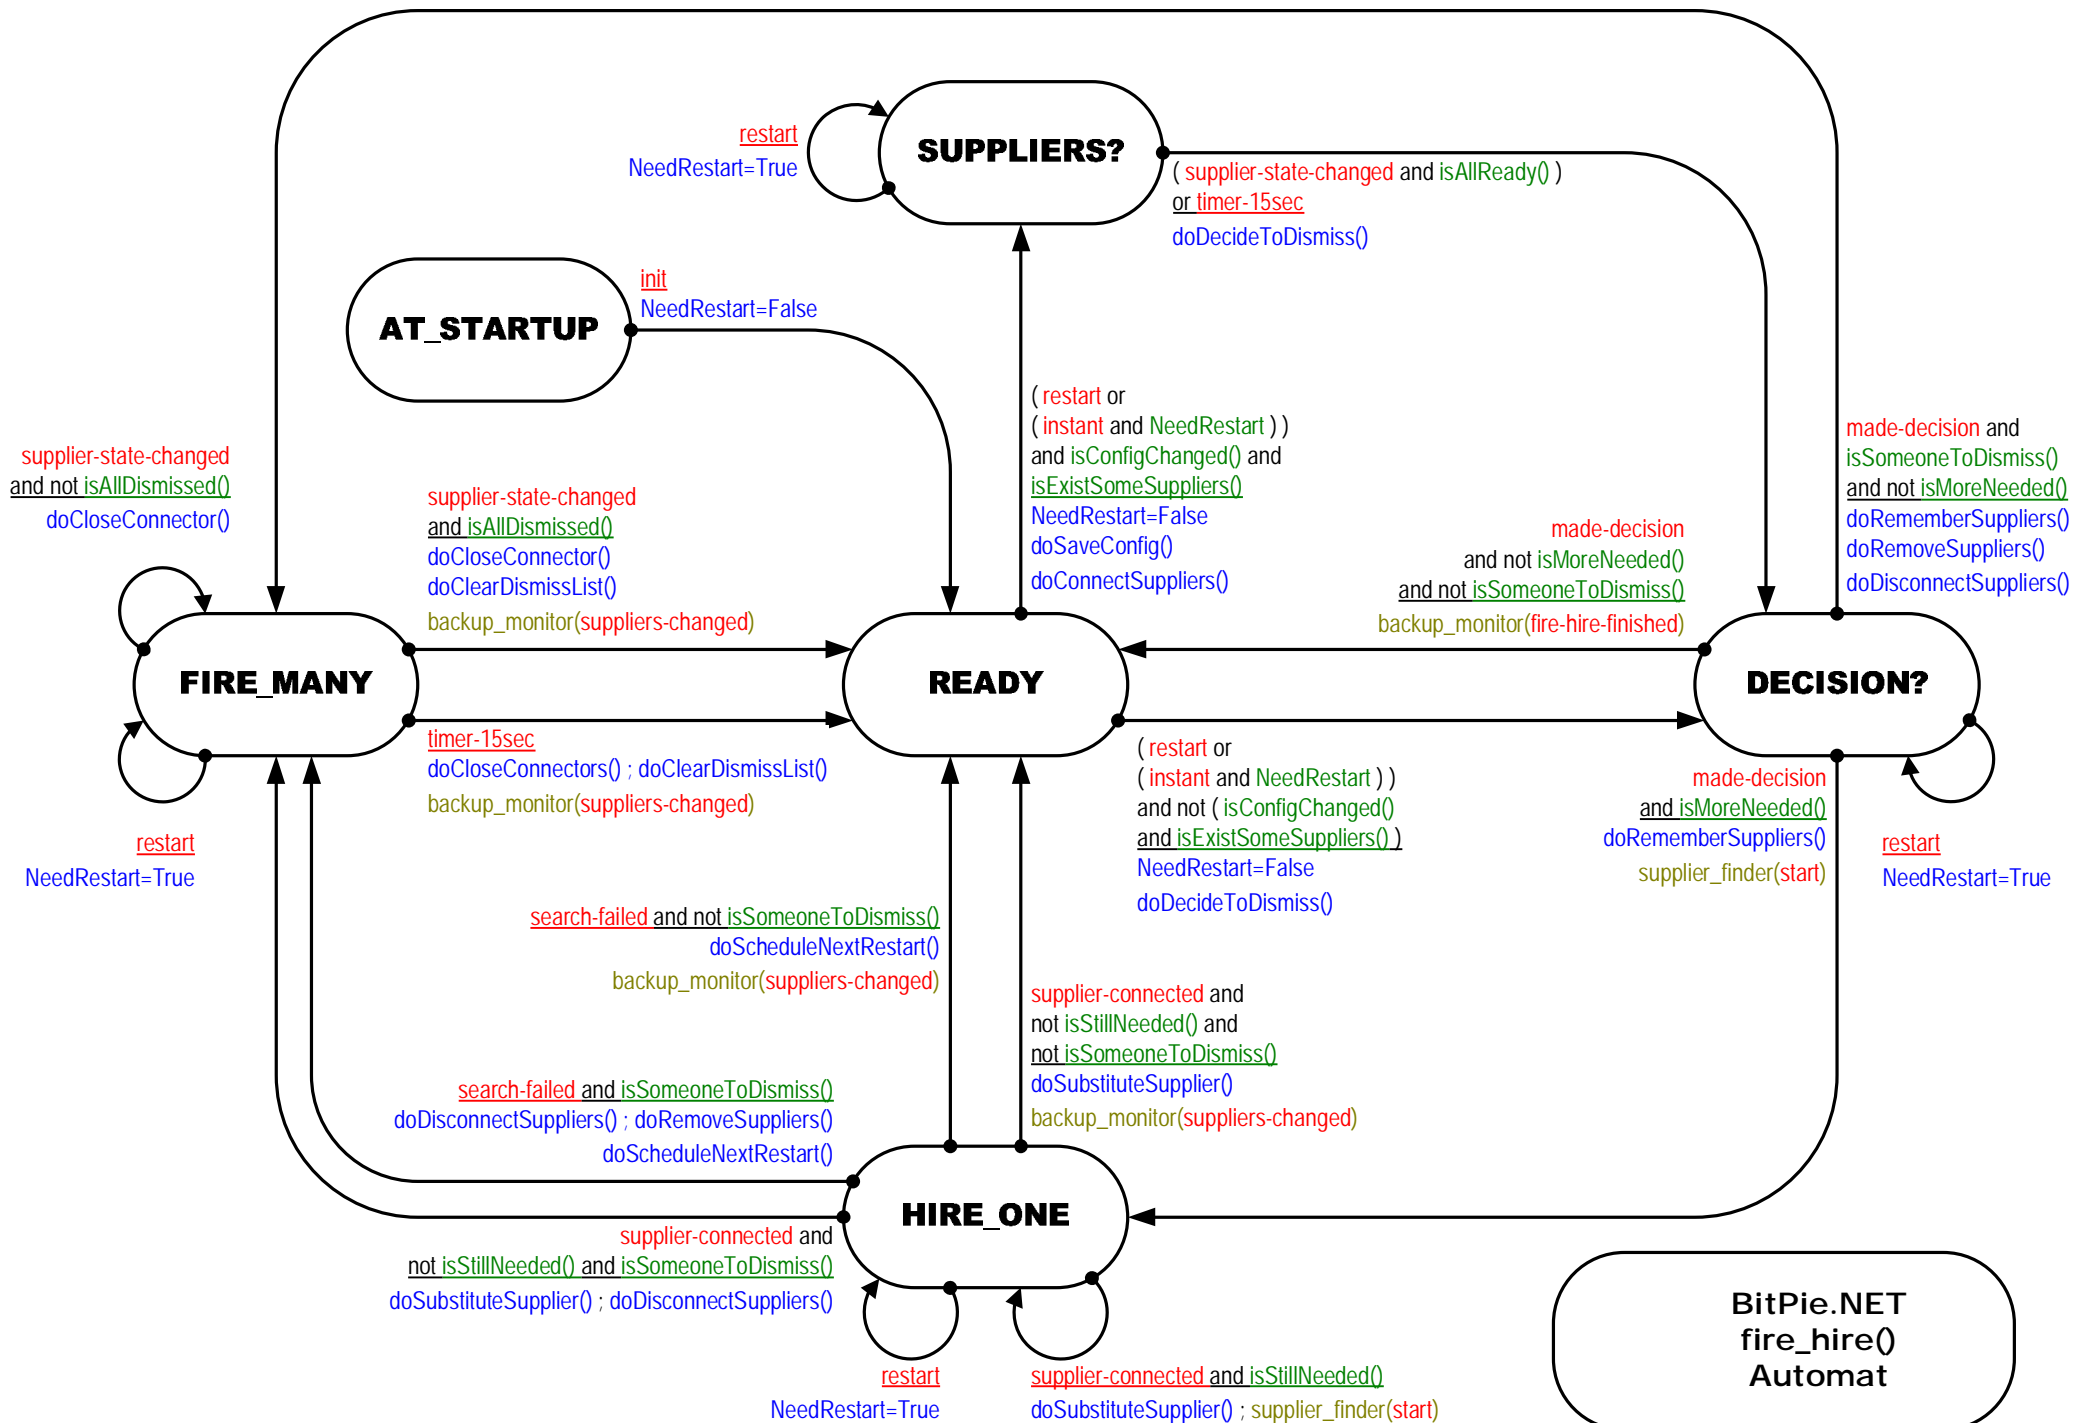 restart
NeedRestart=True
SUPPLIERS?
( supplier-state-changed and isAllReady() )
or timer-15sec
doDecideToDismiss()
AT_STARTUP
init
NeedRestart=False
( restart or
( instant and NeedRestart ) )
and isConfigChanged() and
isExistSomeSuppliers()
NeedRestart=False
doSaveConfig()
doConnectSuppliers()
made-decision and
isSomeoneToDismiss()
and not isMoreNeeded()
doRememberSuppliers()
doRemoveSuppliers()
doDisconnectSuppliers()
supplier-state-changed
and not isAllDismissed()
doCloseConnector()
supplier-state-changed
and isAllDismissed()
doCloseConnector()
doClearDismissList()
backup_monitor(suppliers-changed)
made-decision
and not isMoreNeeded()
and not isSomeoneToDismiss()
backup_monitor(fire-hire-finished)
FIRE_MANY
READY
DECISION?
timer-15sec
doCloseConnectors() ; doClearDismissList()
backup_monitor(suppliers-changed)
( restart or
( instant and NeedRestart ) )
and not ( isConfigChanged()
and isExistSomeSuppliers() )
NeedRestart=False
doDecideToDismiss()
made-decision
and isMoreNeeded()
doRememberSuppliers()
supplier_finder(start)
restart
NeedRestart=True
restart
NeedRestart=True
search-failed and not isSomeoneToDismiss()
doScheduleNextRestart()
backup_monitor(suppliers-changed)
supplier-connected and
not isStillNeeded() and
not isSomeoneToDismiss()
doSubstituteSupplier()
backup_monitor(suppliers-changed)
search-failed and isSomeoneToDismiss()
doDisconnectSuppliers() ; doRemoveSuppliers()
doScheduleNextRestart()
HIRE_ONE
supplier-connected and
not isStillNeeded() and isSomeoneToDismiss()
doSubstituteSupplier() ; doDisconnectSuppliers()
restart
NeedRestart=True
supplier-connected and isStillNeeded()
doSubstituteSupplier() ; supplier_finder(start)
BitPie.NET
fire_hire()
Automat